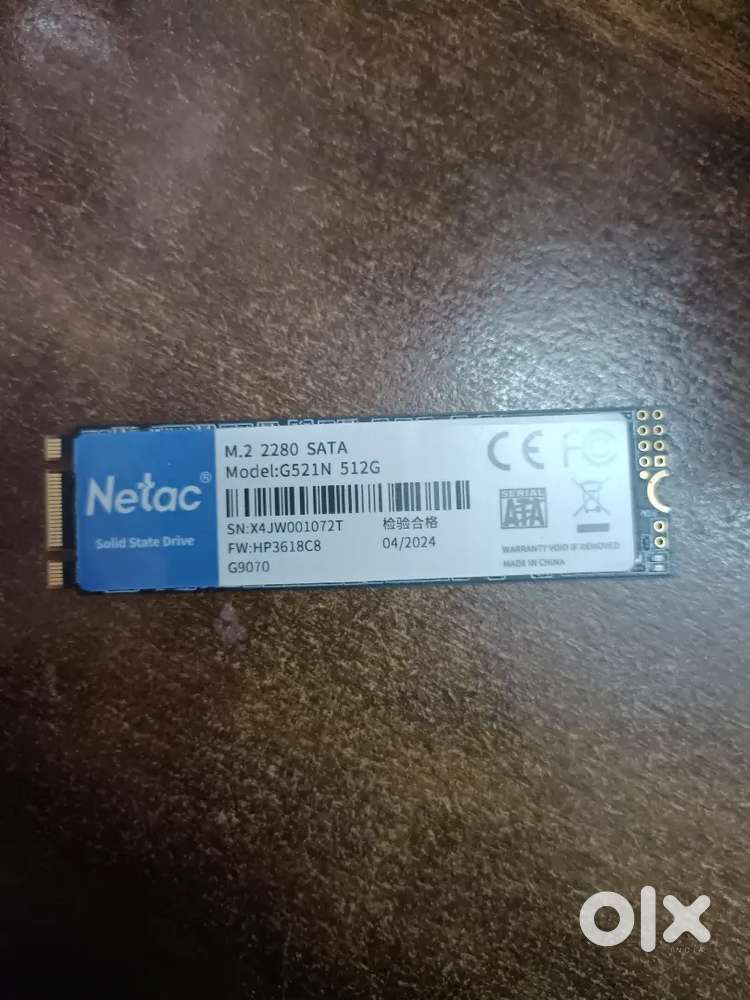 Netac®
Solid State Drive
M.2 2280 SATA
Model:G521N 512G
SN:X4JW001072T
FW:HP3618C8
G9070
检验合格
04/2024
CE FC
SERIAL
ATA
WARRANTY VOID IF REMOVED
MADE IN CHINA
olx
INDIA